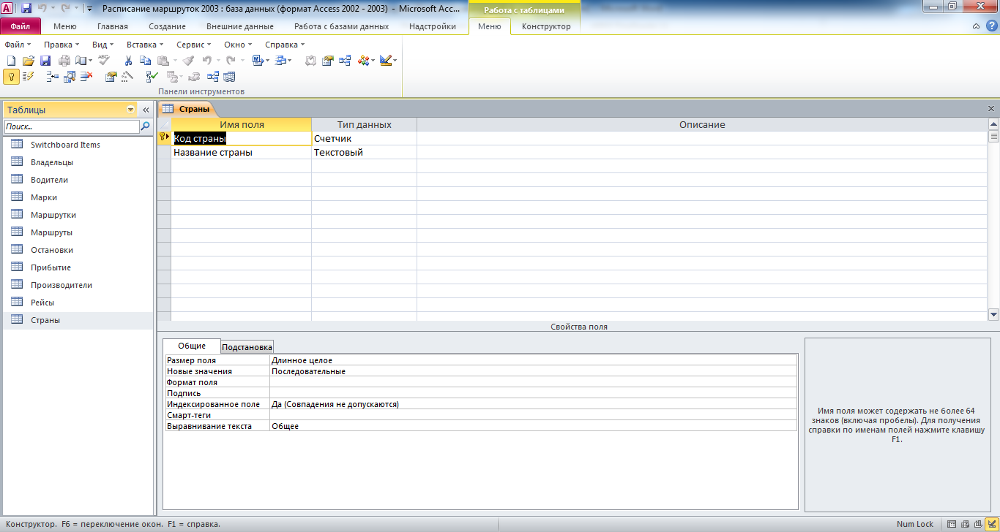 Расписание маршруток 2003 : база данных (формат Access 2002 - 2003) - Microsoft Acc...
Работа с таблицами
Файл Меню Главная Создание Внешние данные Работа с базами данных Надстройки Меню Конструктор
Файл Правка Вид Вставка Сервис Окно Справка
Панели инструментов
Таблицы
Поиск...
Switchboard Items
Владельцы
Водители
Марки
Маршрутки
Маршруты
Остановки
Прибытие
Производители
Рейсы
Страны
Страны
Имя поля Тип данных Описание
Код страны Счетчик
Название страны Текстовый
Свойства поля
Общие Подстановка
Размер поля Длинное целое
Новые значения Последовательные
Формат поля
Подпись
Индексированное поле Да (Совпадения не допускаются)
Смарт-теги
Выравнивание текста Общее
Имя поля может содержать не более 64
знаков (включая пробелы). Для получения
справки по именам полей нажмите клавишу
F1.
Конструктор. F6 = переключение окон. F1 = справка.
Num Lock